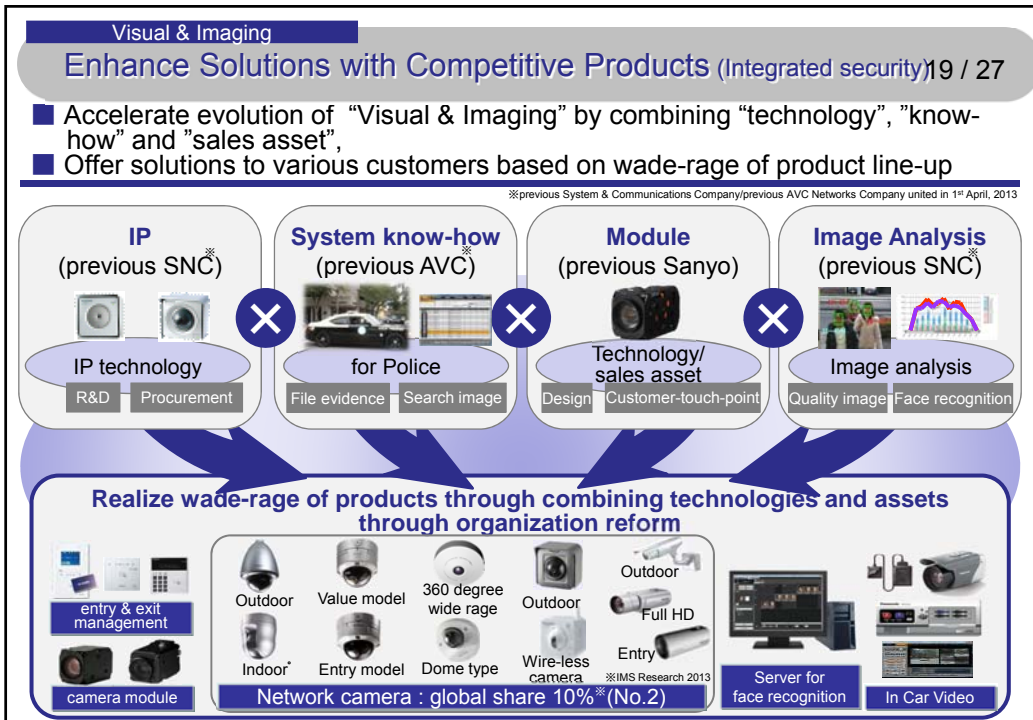 Visual & Imaging
Enhance Solutions with Competitive Products (Integrated security)
19 / 27
■ Accelerate evolution of “Visual & Imaging” by combining “technology”, ”know-
how” and ”sales asset”,
■ Offer solutions to various customers based on wade-rage of product line-up
※previous System & Communications Company/previous AVC Networks Company united in 1st April, 2013
IP
(previous SNC)※
IP technology
R&D
Procurement
×
System know-how
(previous AVC)※
for Police
File evidence
Search image
×
Module
(previous Sanyo)
Technology/
sales asset
Design
Customer-touch-point
×
Image Analysis
(previous SNC)※
Image analysis
Quality image
Face recognition
Realize wade-rage of products through combining technologies and assets
through organization reform
entry & exit
management
camera module
Outdoor
Value model
360 degree
wide rage
Outdoor
Outdoor
Full HD
Indoor*
Entry model
Dome type
Wire-less
camera
Entry
※IMS Research 2013
Network camera : global share 10%※(No.2)
Server for
face recognition
In Car Video